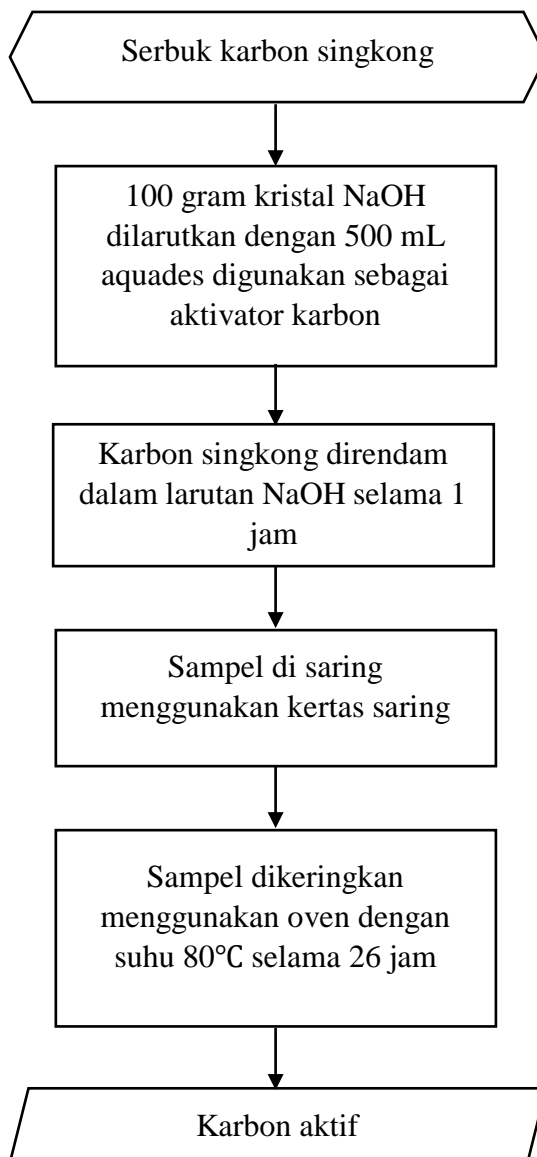 Serbuk karbon singkong
100 gram kristal NaOH
dilarutkan dengan 500 mL
aquades digunakan sebagai
aktivator karbon
Karbon singkong direndam
dalam larutan NaOH selama 1
jam
Sampel di saring
menggunakan kertas saring
Sampel dikeringkan
menggunakan oven dengan
suhu 80℃ selama 26 jam
Karbon aktif